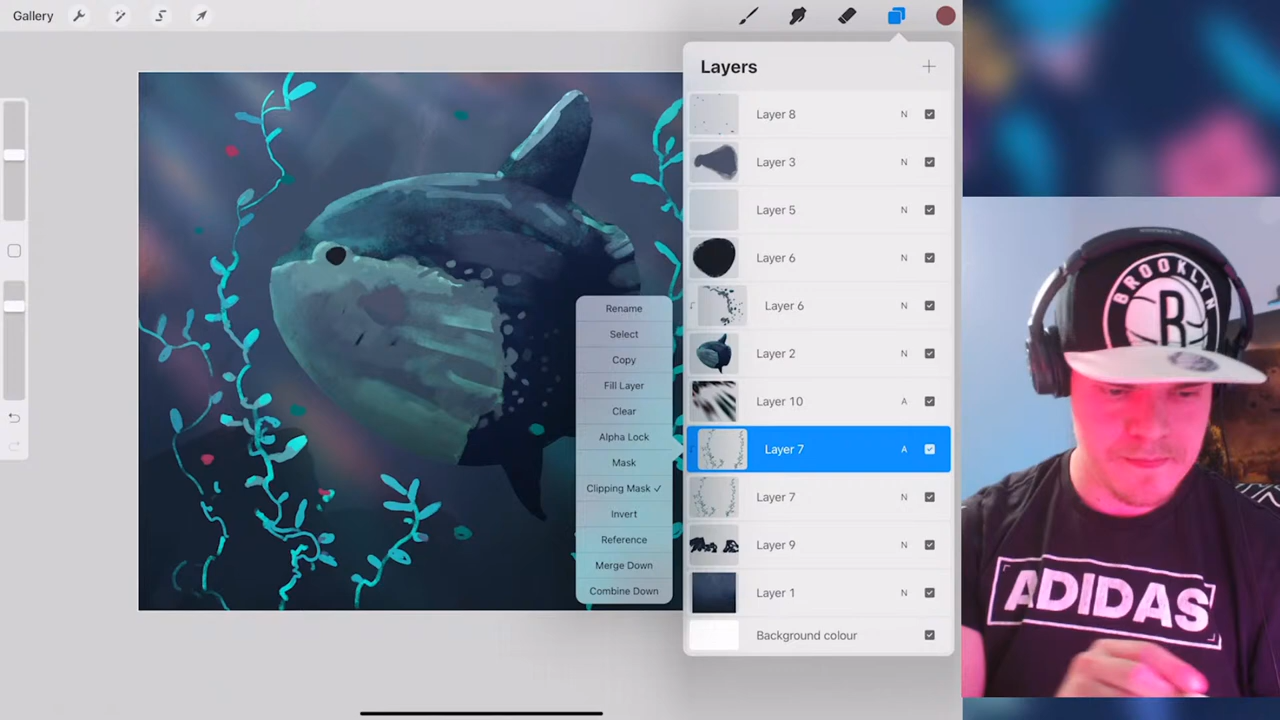 Gallery
Layers
Layer 8 N
Layer 3 N
Layer 5 N
Layer 6 N
Layer 6 N
Layer 2 N
Layer 10 A
Layer 7 A
Layer 7 N
Layer 9 N
Layer 1 N
Background colour
Rename
Select
Copy
Fill Layer
Clear
Alpha Lock
Mask
Clipping Mask ✓
Invert
Reference
Merge Down
Combine Down
BROOKLYN
B
ADIDAS